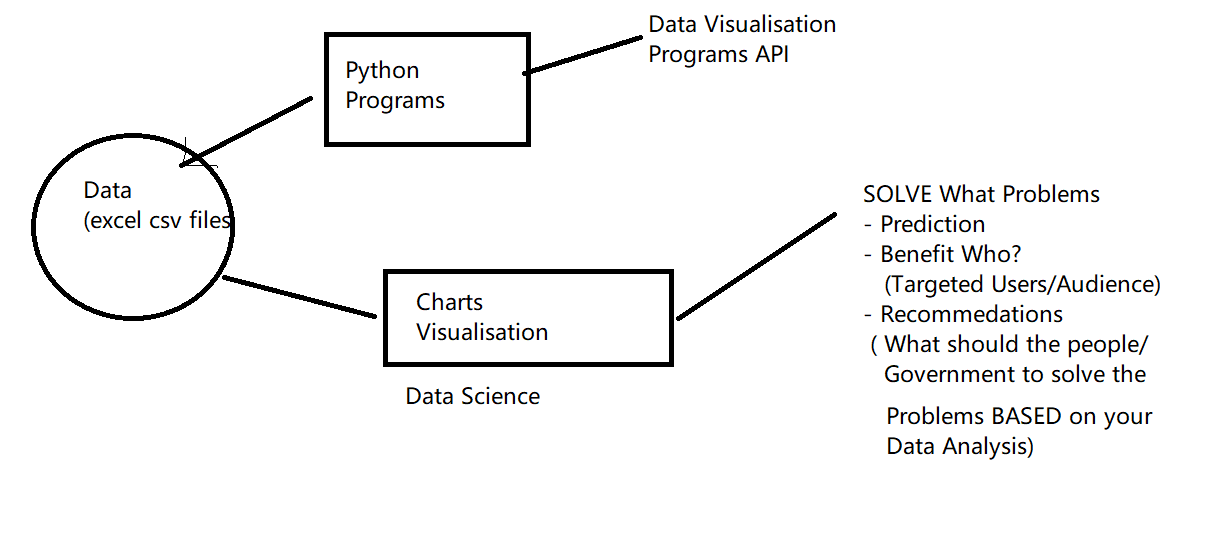 Data Visualisation
Programs API
Python
Programs
Data
(excel csv files
SOLVE What Problems
- Prediction
- Benefit Who?
(Targeted Users/Audience)
- Recommedations
( What should the people/
Government to solve the
Problems BASED on your
Data Analysis)
Charts
Visualisation
Data Science